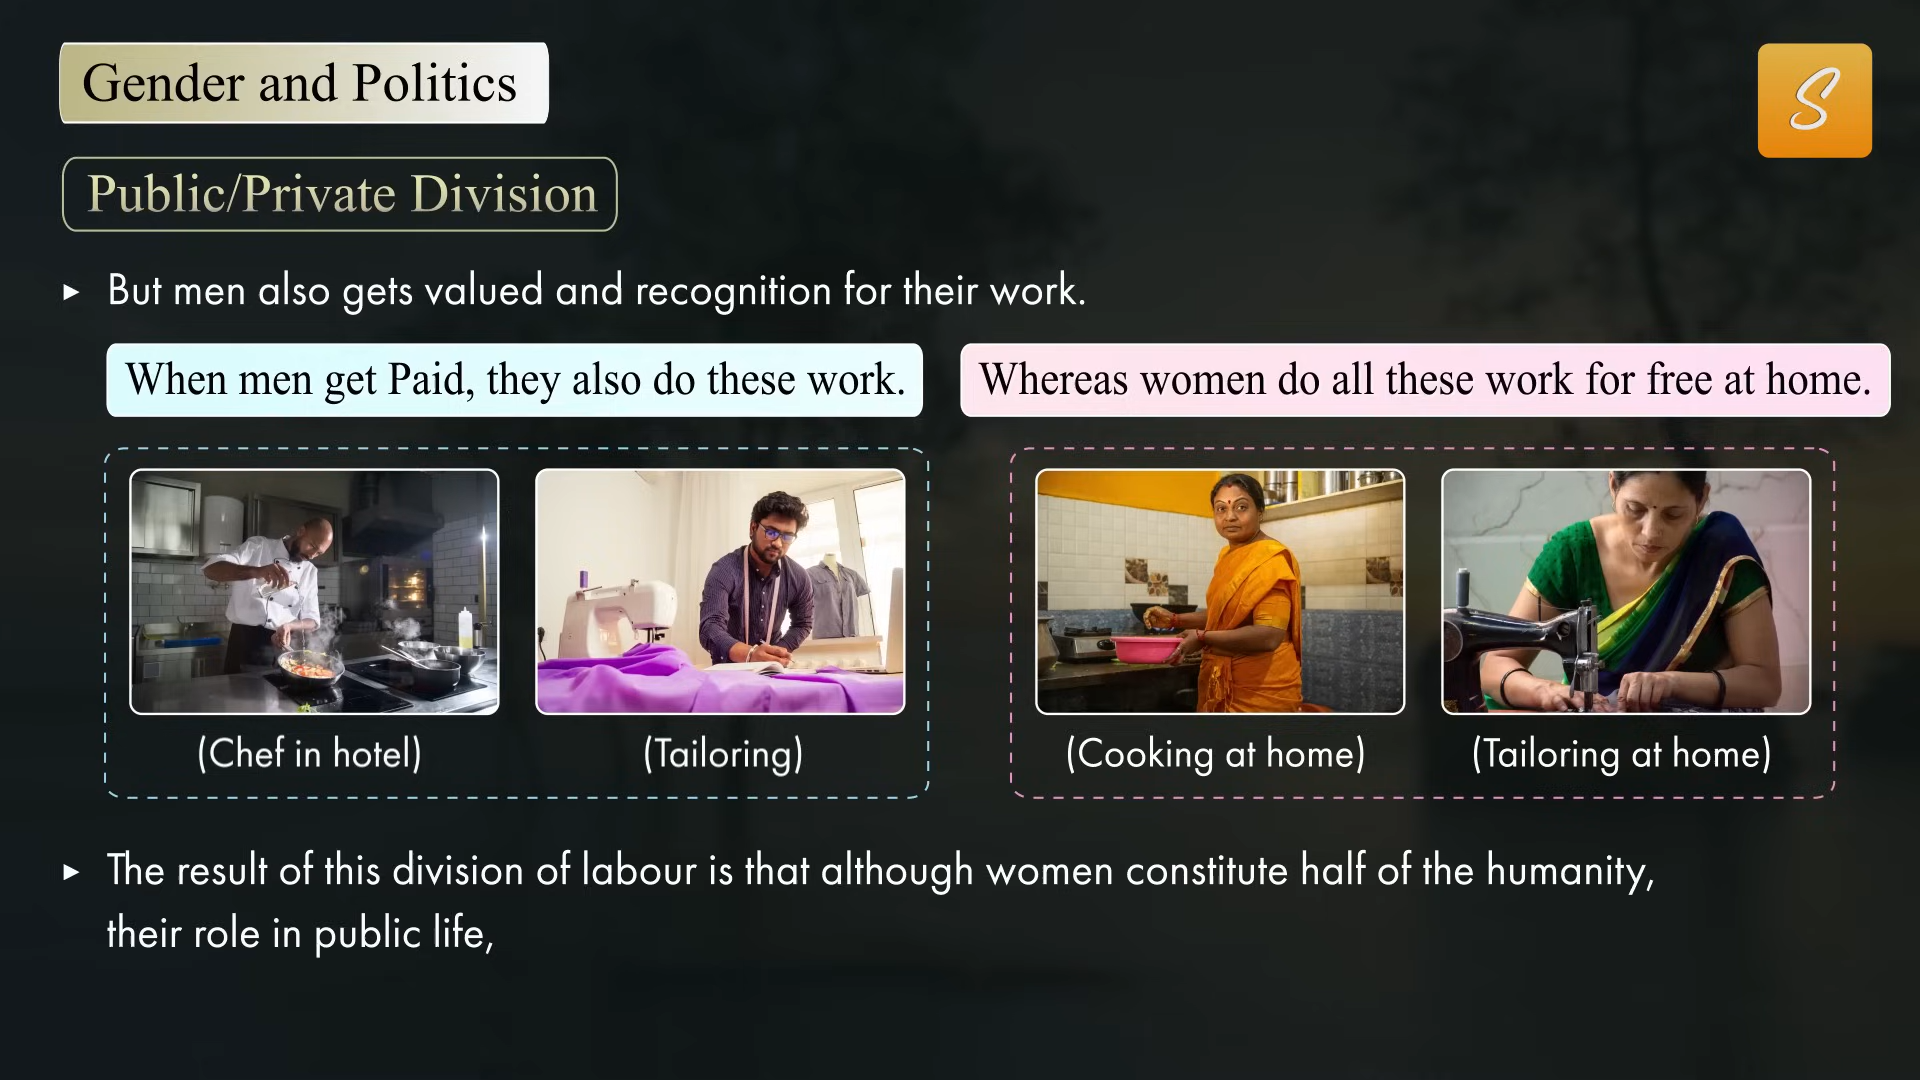 Gender and Politics
S
Public/Private Division
▸ But men also gets valued and recognition for their work.
When men get Paid, they also do these work.
Whereas women do all these work for free at home.
(Chef in hotel)
(Tailoring)
(Cooking at home)
(Tailoring at home)
▸ The result of this division of labour is that although women constitute half of the humanity,
their role in public life,